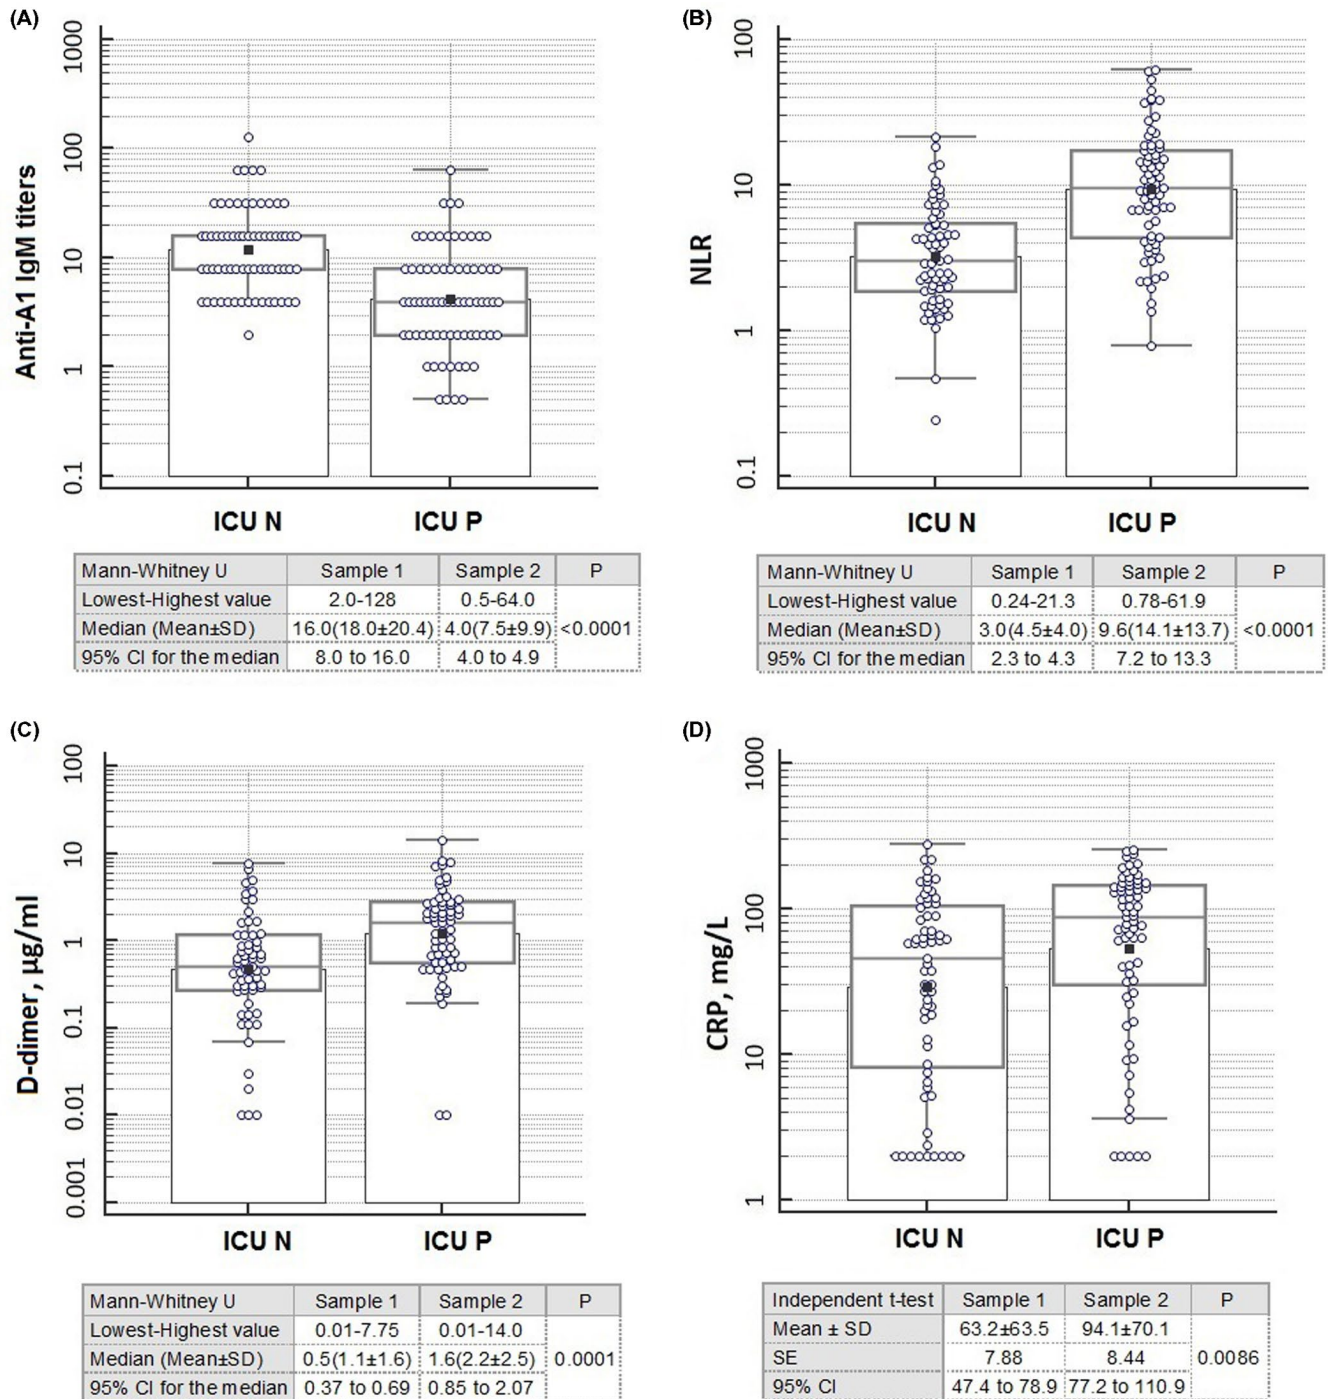 (A)
1000
100
10
1
0.1
Anti-A1 IgM titers
ICU N ICU P
Mann-Whitney U Sample 1 Sample 2 P
Lowest-Highest value 2.0-128 0.5-64.0
Median (Mean±SD) 16.0(18.0±20.4) 4.0(7.5±9.9) <0.0001
95% CI for the median 8.0 to 16.0 4.0 to 4.9
(B)
100
10
1
0.1
NLR
ICU N ICU P
Mann-Whitney U Sample 1 Sample 2 P
Lowest-Highest value 0.24-21.3 0.78-61.9
Median (Mean±SD) 3.0(4.5±4.0) 9.6(14.1±13.7) <0.0001
95% CI for the median 2.3 to 4.3 7.2 to 13.3
(C)
100
10
1
0.1
0.01
0.001
D-dimer, µg/ml
ICU N ICU P
Mann-Whitney U Sample 1 Sample 2 P
Lowest-Highest value 0.01-7.75 0.01-14.0
Median (Mean±SD) 0.5(1.1±1.6) 1.6(2.2±2.5) 0.0001
95% CI for the median 0.37 to 0.69 0.85 to 2.07
(D)
1000
100
10
1
CRP, mg/L
ICU N ICU P
Independent t-test Sample 1 Sample 2 P
Mean ± SD 63.2±63.5 94.1±70.1
SE 7.88 8.44 0.0086
95% CI 47.4 to 78.9 77.2 to 110.9